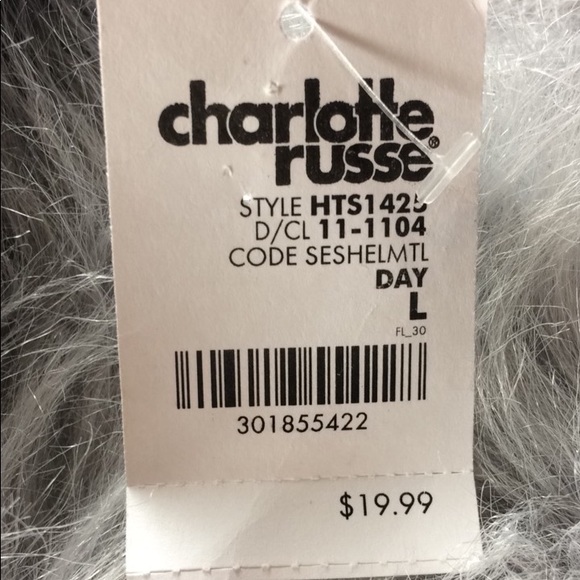 charlotte
russe®
STYLE HTS1425
D/CL 11-1104
CODE SESHELMTL
DAY
L
FL_30
301855422
$19.99